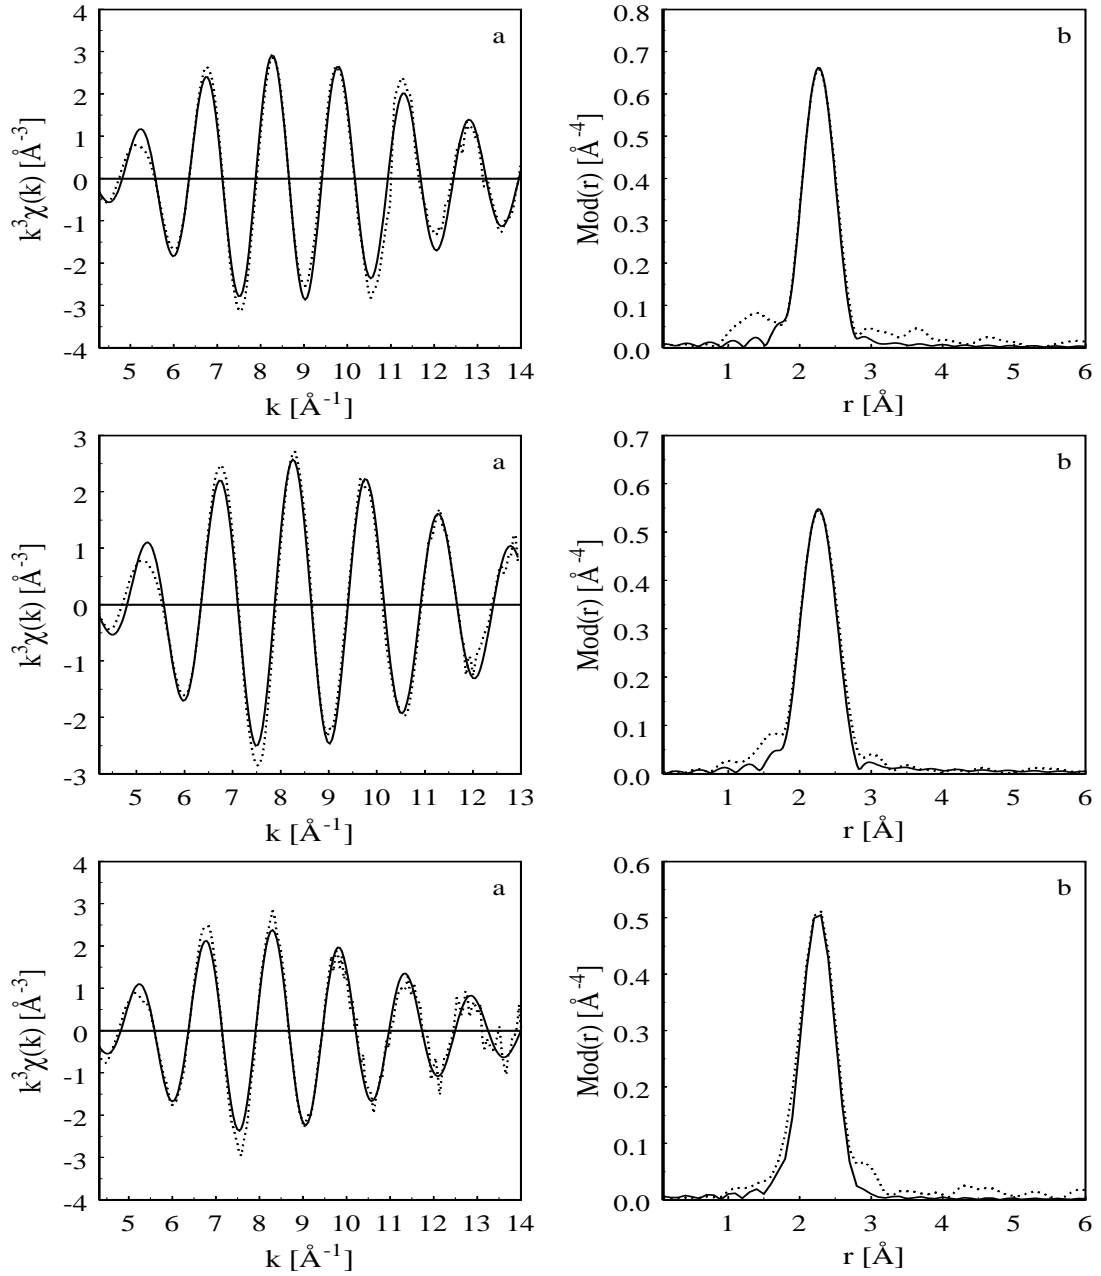 4
3
2
1
0
-1
-2
-3
-4
k³χ(k) [Å⁻³]
a
5 6 7 8 9 10 11 12 13 14
k [Å⁻¹]
0.8
0.7
0.6
0.5
0.4
0.3
0.2
0.1
0.0
Mod(r) [Å⁻⁴]
b
1 2 3 4 5 6
r [Å]
3
2
1
0
-1
-2
-3
k³χ(k) [Å⁻³]
a
5 6 7 8 9 10 11 12 13
k [Å⁻¹]
0.7
0.6
0.5
0.4
0.3
0.2
0.1
0.0
Mod(r) [Å⁻⁴]
b
1 2 3 4 5 6
r [Å]
4
3
2
1
0
-1
-2
-3
-4
k³χ(k) [Å⁻³]
a
5 6 7 8 9 10 11 12 13 14
k [Å⁻¹]
0.6
0.5
0.4
0.3
0.2
0.1
0.0
Mod(r) [Å⁻⁴]
b
1 2 3 4 5 6
r [Å]